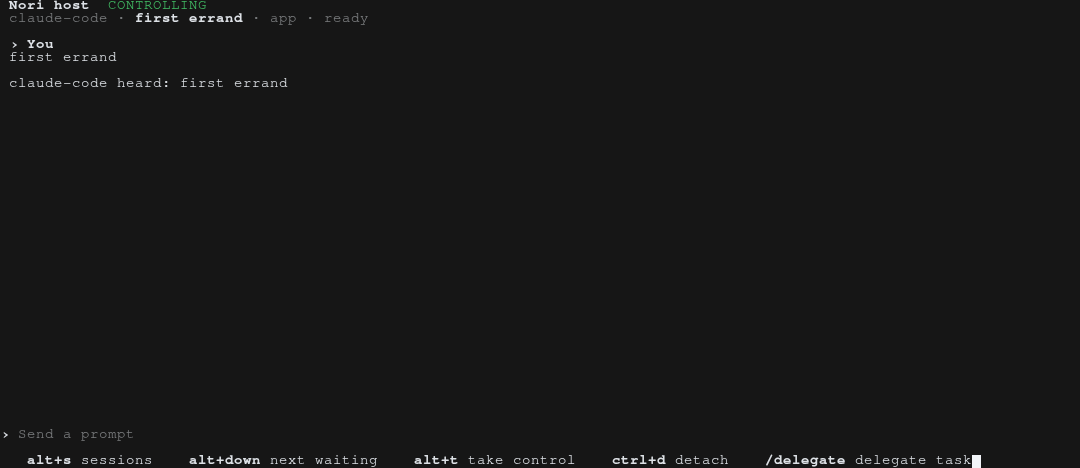 Nori host  CONTROLLING
claude-code · first errand · app · ready
› You
first errand
claude-code heard: first errand
› Send a prompt
alt+s sessions    alt+down next waiting    alt+t take control    ctrl+d detach    /delegate delegate task